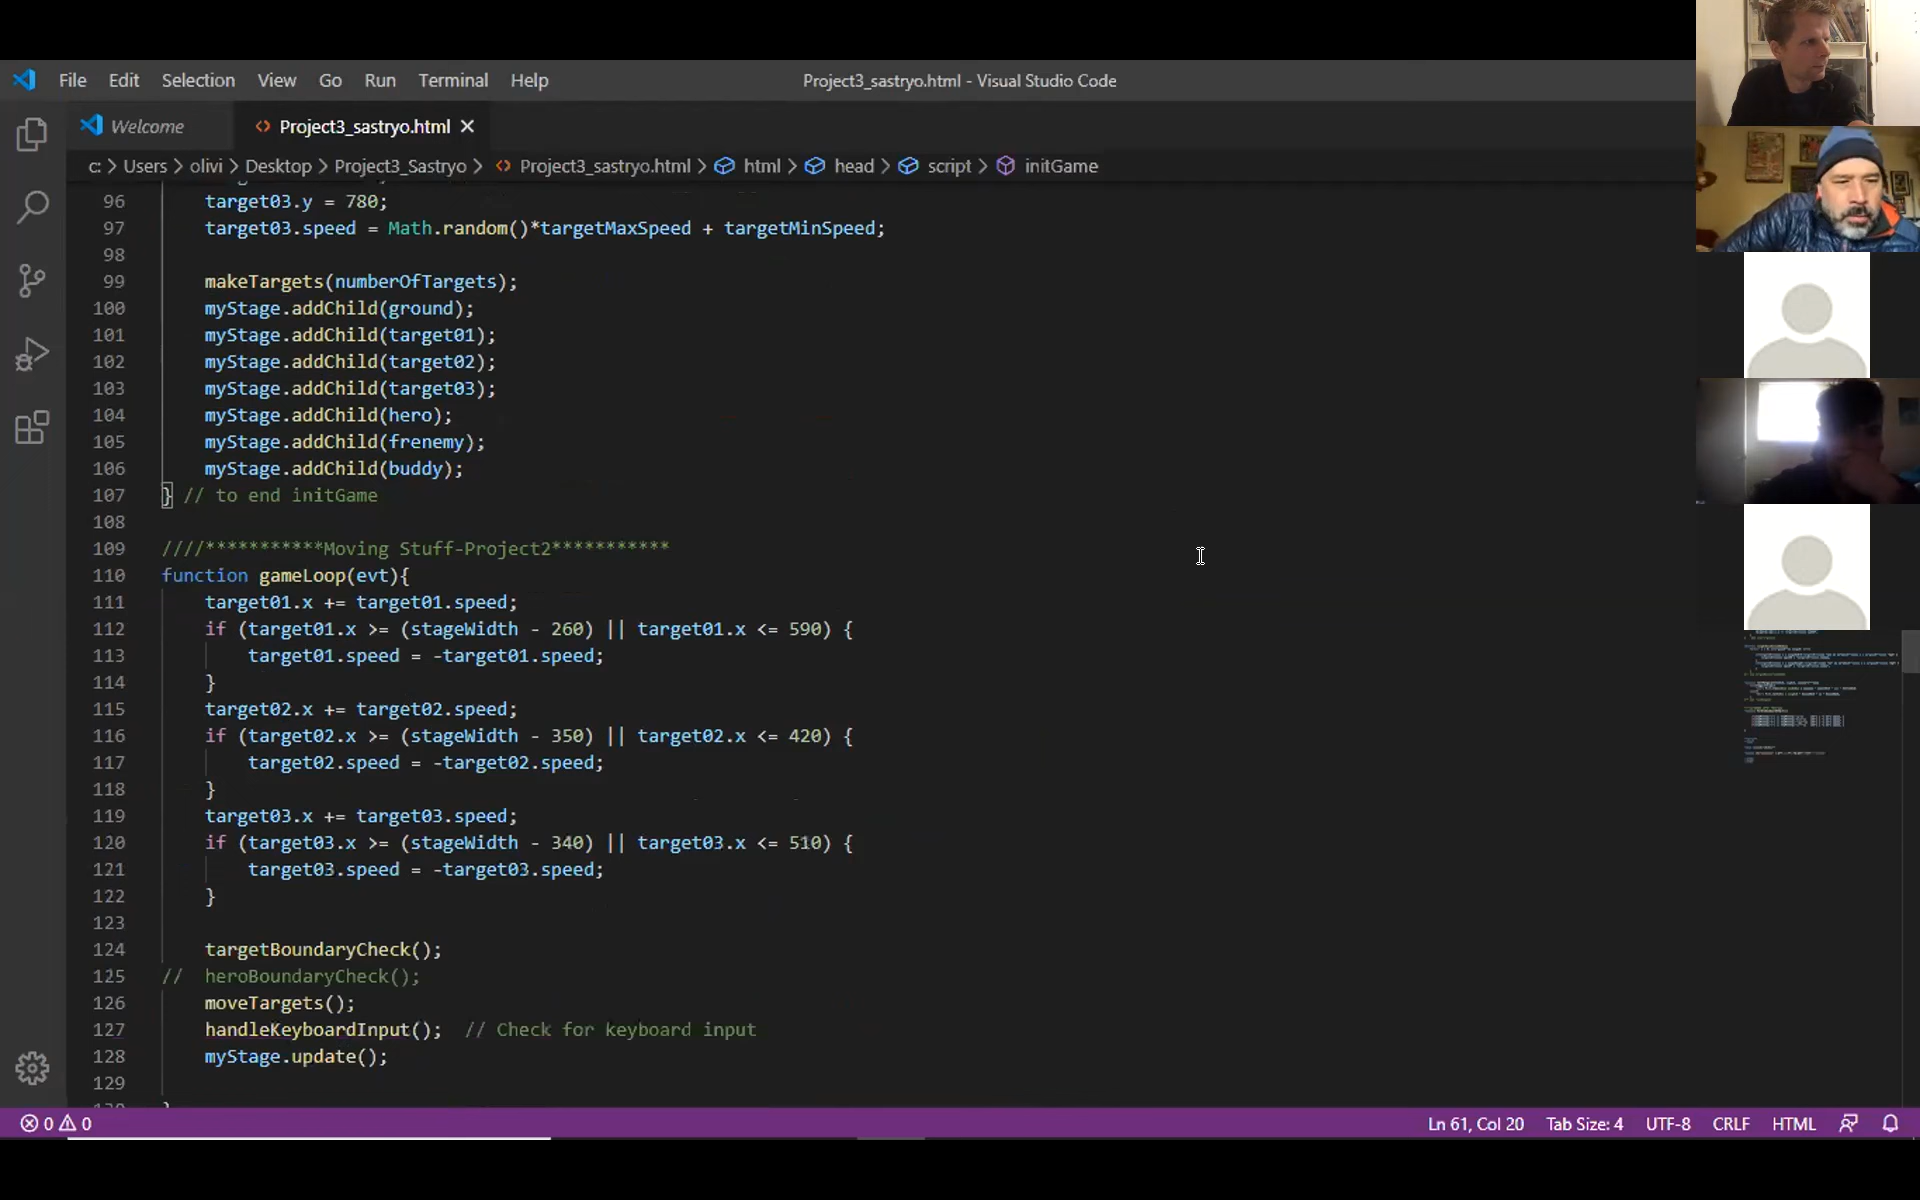 File Edit Selection View Go Run Terminal Help
Project3_sastryo.html - Visual Studio Code
Welcome
Project3_sastryo.html
c: > Users > olivi > Desktop > Project3_Sastryo > Project3_sastryo.html > html > head > script > initGame
96 target03.y = 780;
97 target03.speed = Math.random()*targetMaxSpeed + targetMinSpeed;
98
99 makeTargets(numberOfTargets);
100 myStage.addChild(ground);
101 myStage.addChild(target01);
102 myStage.addChild(target02);
103 myStage.addChild(target03);
104 myStage.addChild(hero);
105 myStage.addChild(frenemy);
106 myStage.addChild(buddy);
107 } // to end initGame
108
109 ////***********Moving Stuff-Project2***********
110 function gameLoop(evt){
111 target01.x += target01.speed;
112 if (target01.x >= (stageWidth - 260) || target01.x <= 590) {
113 target01.speed = -target01.speed;
114 }
115 target02.x += target02.speed;
116 if (target02.x >= (stageWidth - 350) || target02.x <= 420) {
117 target02.speed = -target02.speed;
118 }
119 target03.x += target03.speed;
120 if (target03.x >= (stageWidth - 340) || target03.x <= 510) {
121 target03.speed = -target03.speed;
122 }
123
124 targetBoundaryCheck();
125 // heroBoundaryCheck();
126 moveTargets();
127 handleKeyboardInput(); // Check for keyboard input
128 myStage.update();
129
0 0
Ln 61, Col 20 Tab Size: 4 UTF-8 CRLF HTML